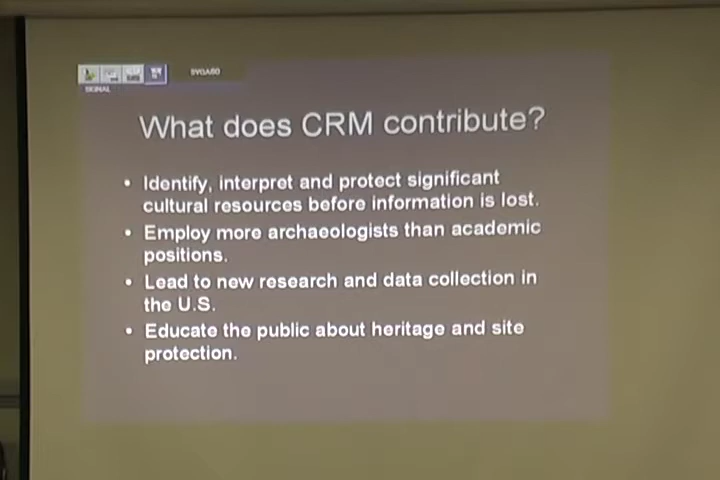 SVGA60
SIGNAL
What does CRM contribute?
• Identify, interpret and protect significant
cultural resources before information is lost.
• Employ more archaeologists than academic
positions.
• Lead to new research and data collection in
the U.S.
• Educate the public about heritage and site
protection.